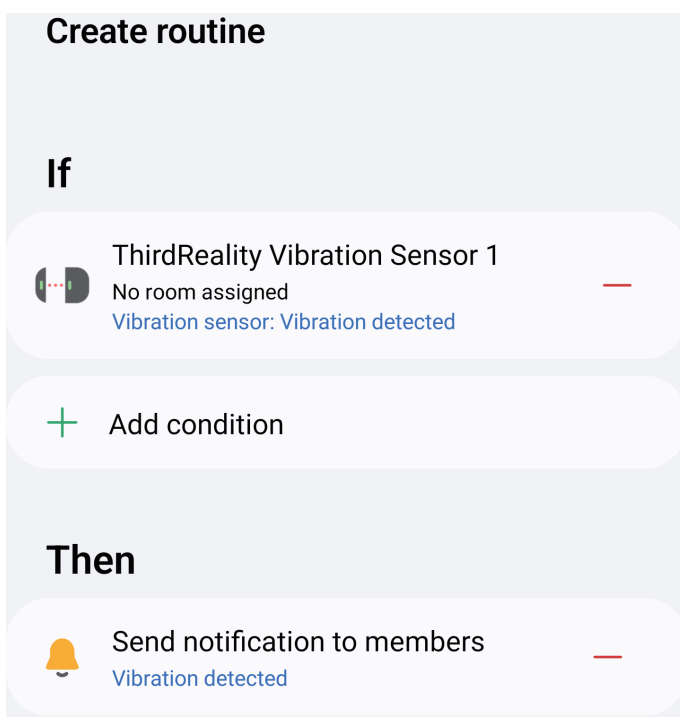 Create routine
If
ThirdReality Vibration Sensor 1
No room assigned
Vibration sensor: Vibration detected
Add condition
Then
Send notification to members
Vibration detected